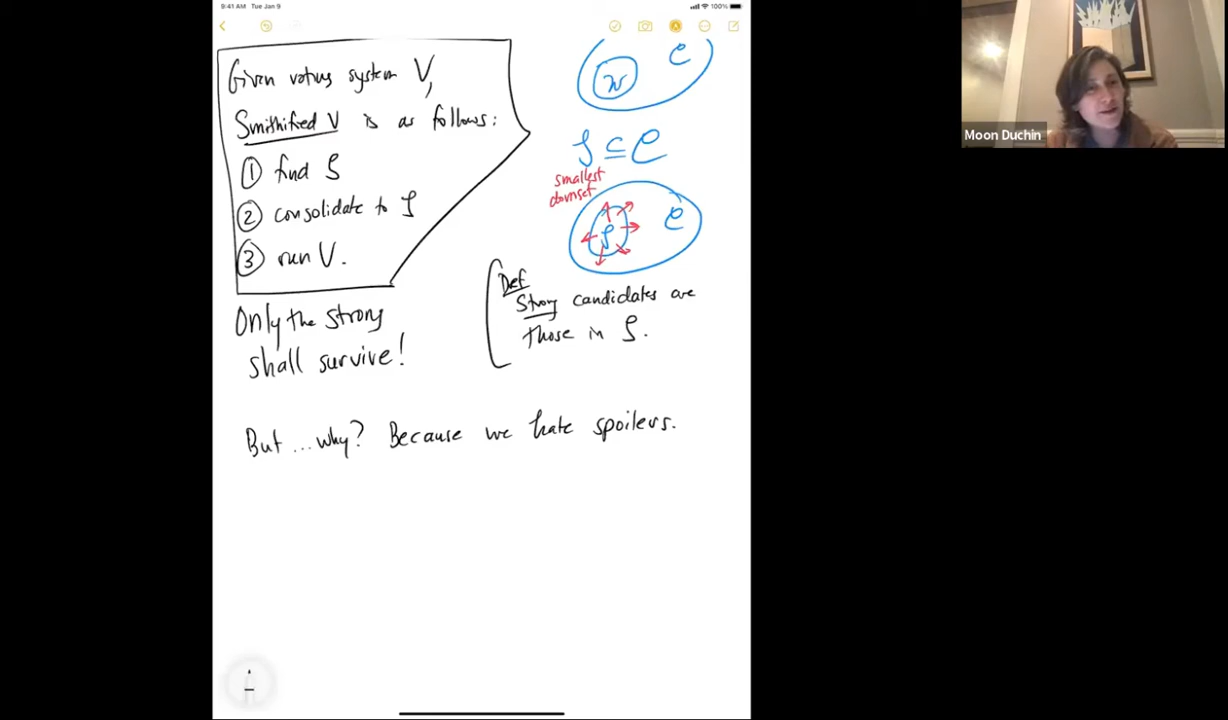 9:41 AM Tue Jan 9
100%
Given voting system V,
Smithified V is as follows:
① find S
② consolidate to S
③ run V.
Only the strong
shall survive!
W C
S ⊆ C
smallest
downset
S C
Def
Strong candidates are
those in S.
But ... why? Because we hate spoilers.
Moon Duchin